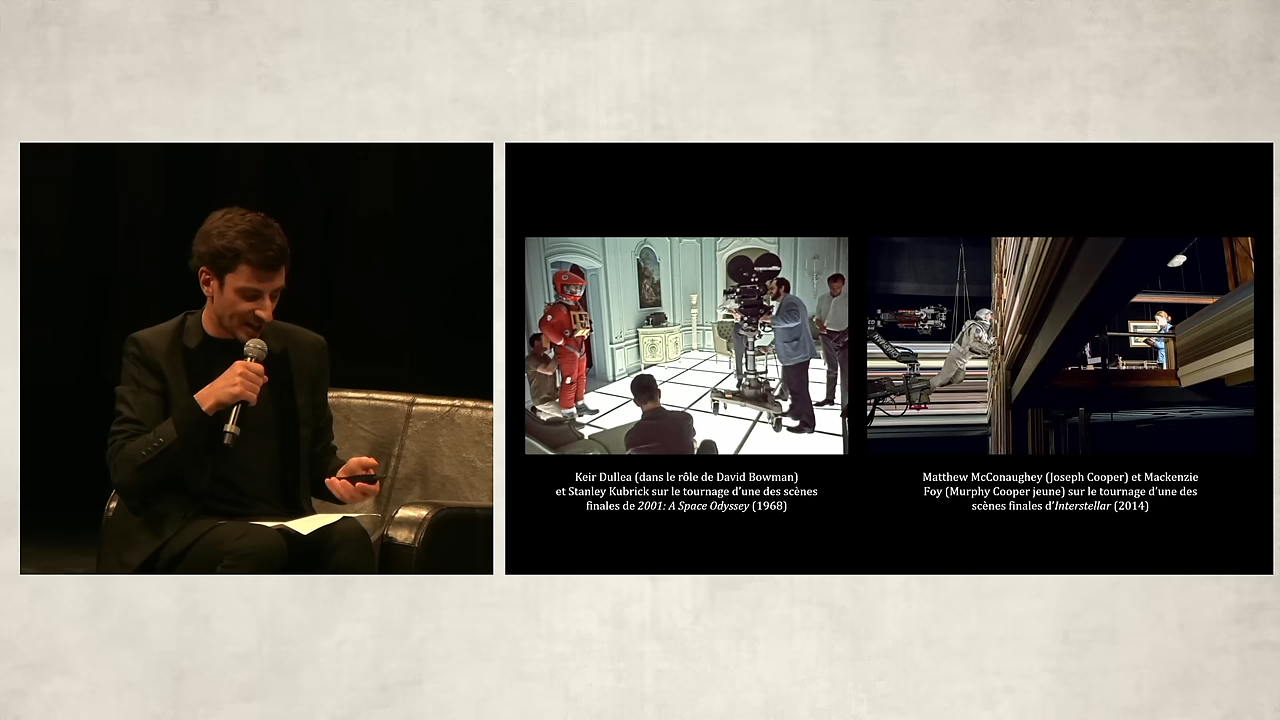 Keir Dullea (dans le rôle de David Bowman)
et Stanley Kubrick sur le tournage d'une des scènes
finales de 2001: A Space Odyssey (1968)
Matthew McConaughey (Joseph Cooper) et Mackenzie
Foy (Murphy Cooper jeune) sur le tournage d'une des
scènes finales d'Interstellar (2014)